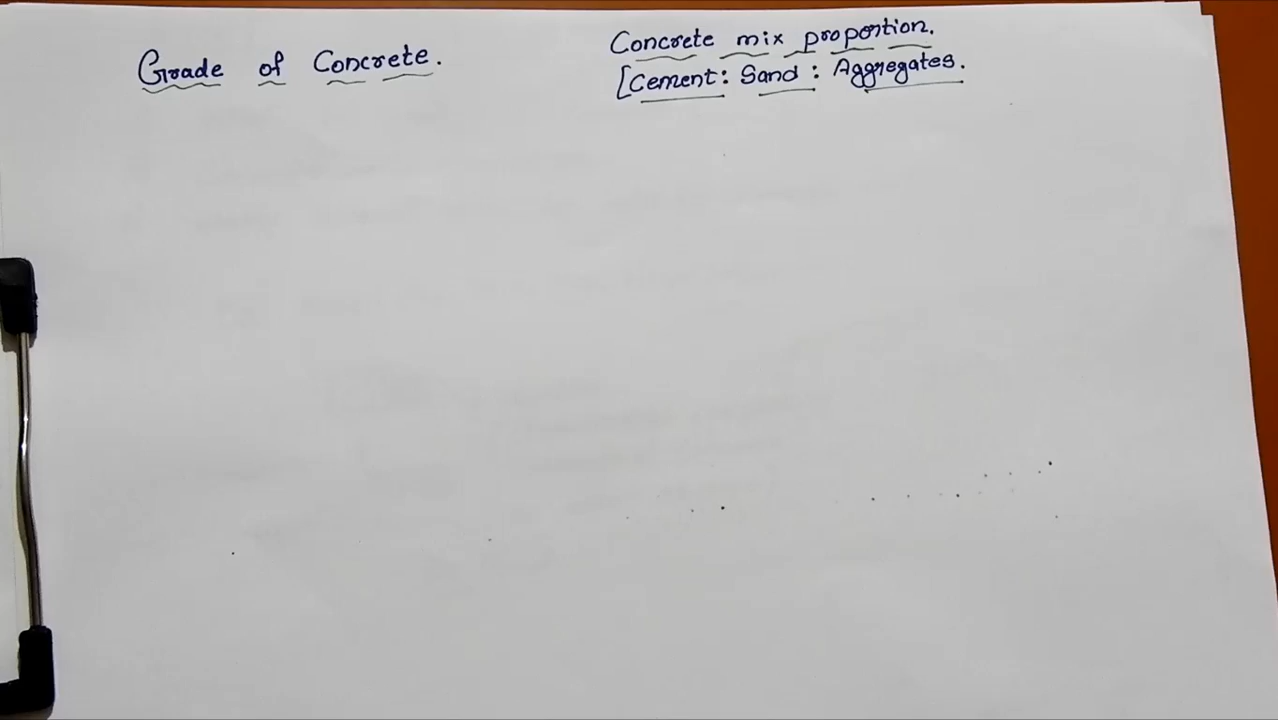 Grade of Concrete.
Concrete mix proportion.
[Cement: Sand : Aggregates.